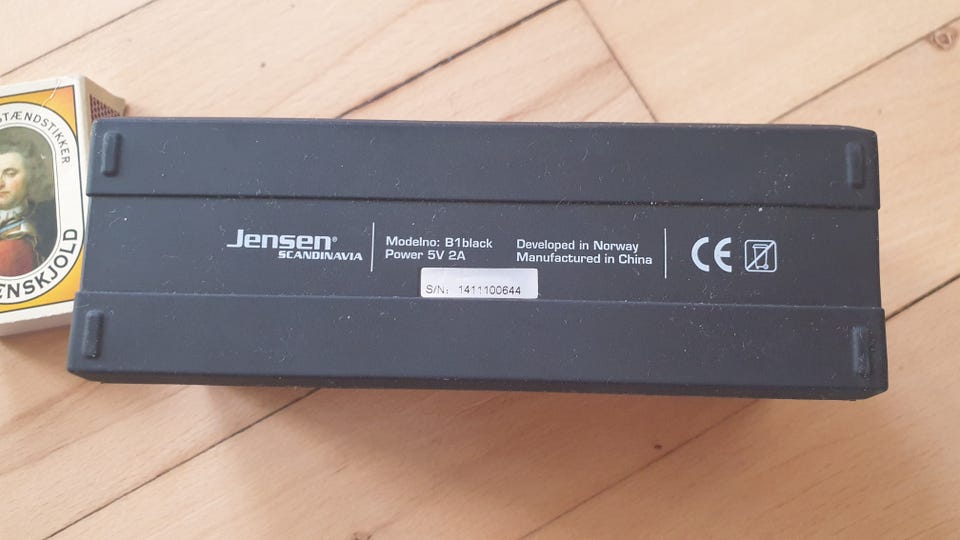 STÆNDSTIKKER
ENSKJOLD
Jensen®
SCANDINAVIA
Modelno: B1black
Power 5V 2A
Developed in Norway
Manufactured in China
CE
S/N: 1411100644